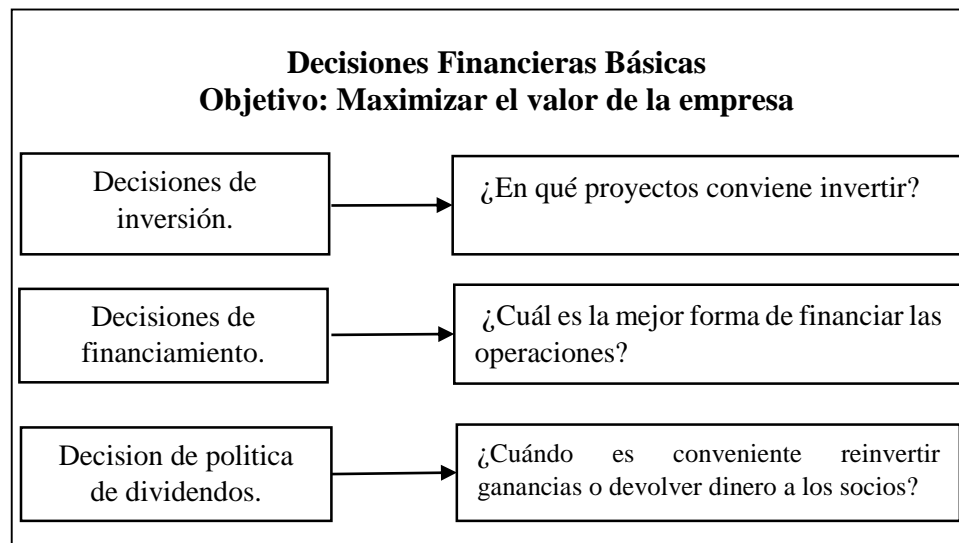 Decisiones Financieras Básicas
Objetivo: Maximizar el valor de la empresa
Decisiones de
inversión.
¿En qué proyectos conviene invertir?
Decisiones de
financiamiento.
¿Cuál es la mejor forma de financiar las
operaciones?
Decision de politica
de dividendos.
¿Cuándo es conveniente reinvertir
ganancias o devolver dinero a los socios?